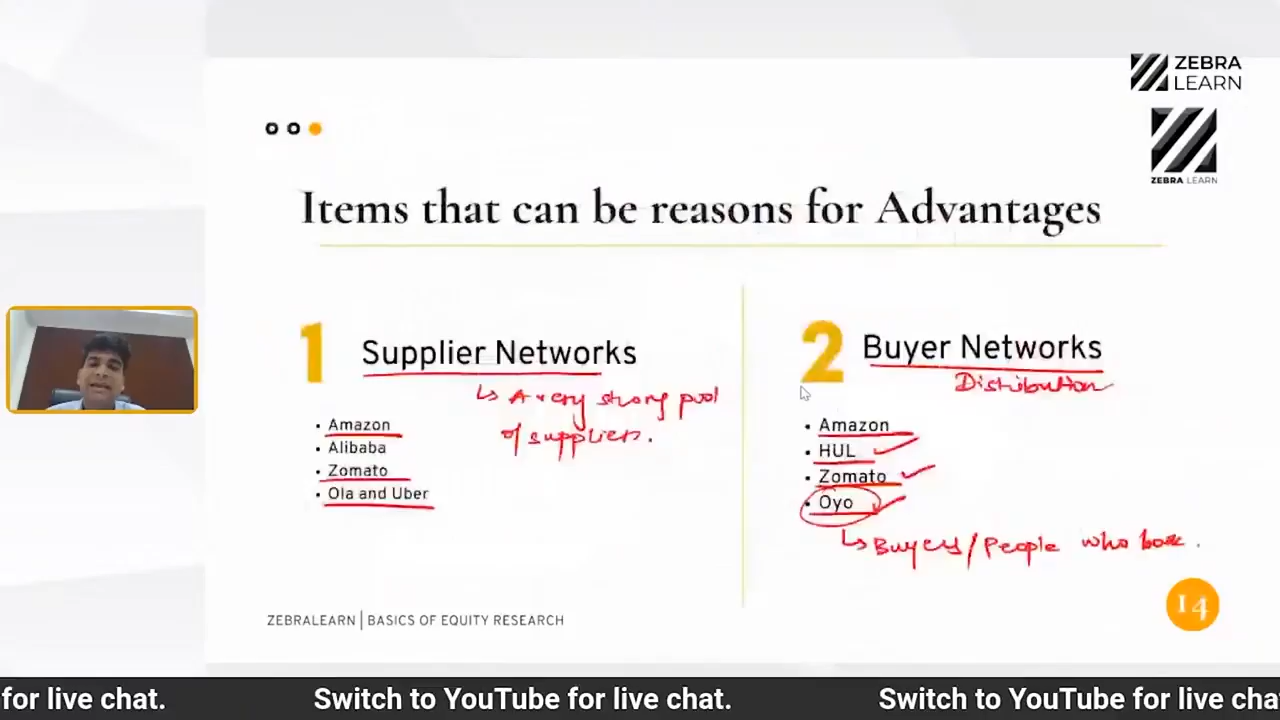 ZEBRA
LEARN
ZEBRA LEARN
Items that can be reasons for Advantages
1 Supplier Networks
↳ A very strong pool
of suppliers.
• Amazon
• Alibaba
• Zomato
• Ola and Uber
2 Buyer Networks
Distribution
• Amazon
• HUL
• Zomato
• Oyo
↳ Buyers/People who book.
14
ZEBRALEARN | BASICS OF EQUITY RESEARCH
for live chat. Switch to YouTube for live chat. Switch to YouTube for live cha